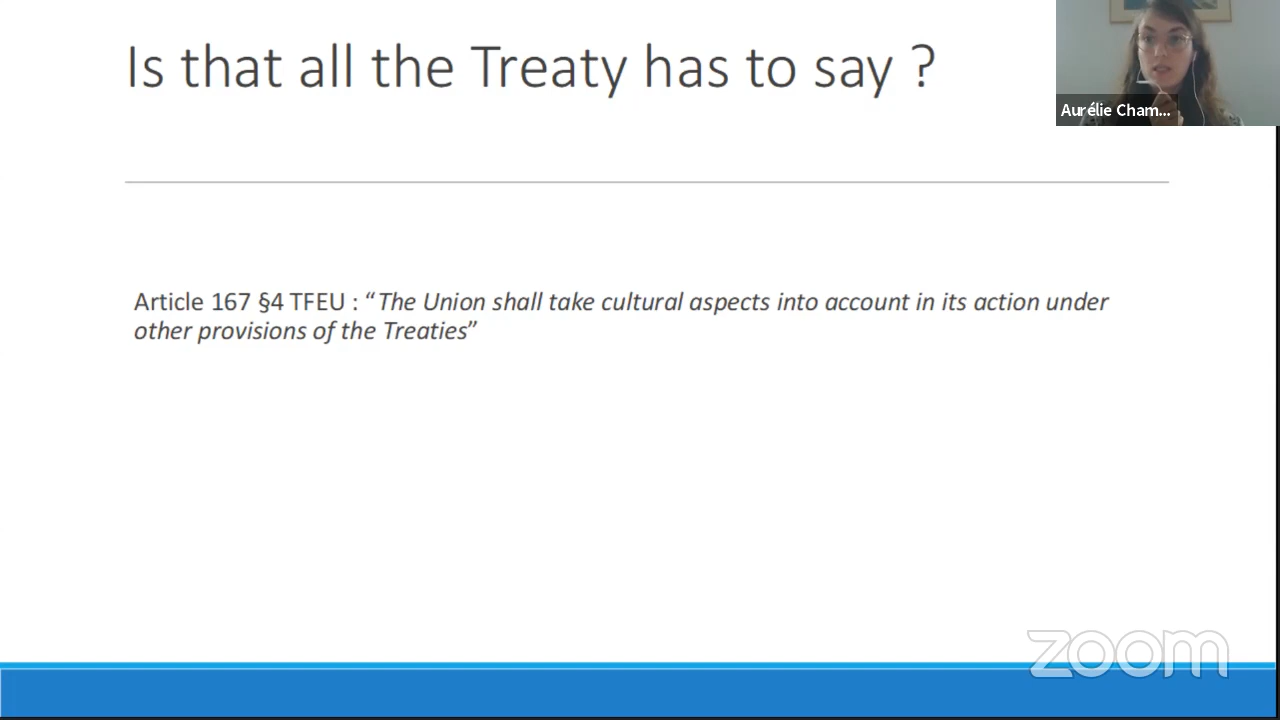 Is that all the Treaty has to say ?
Aurélie Cham...
Article 167 §4 TFEU : “The Union shall take cultural aspects into account in its action under
other provisions of the Treaties”
zoom